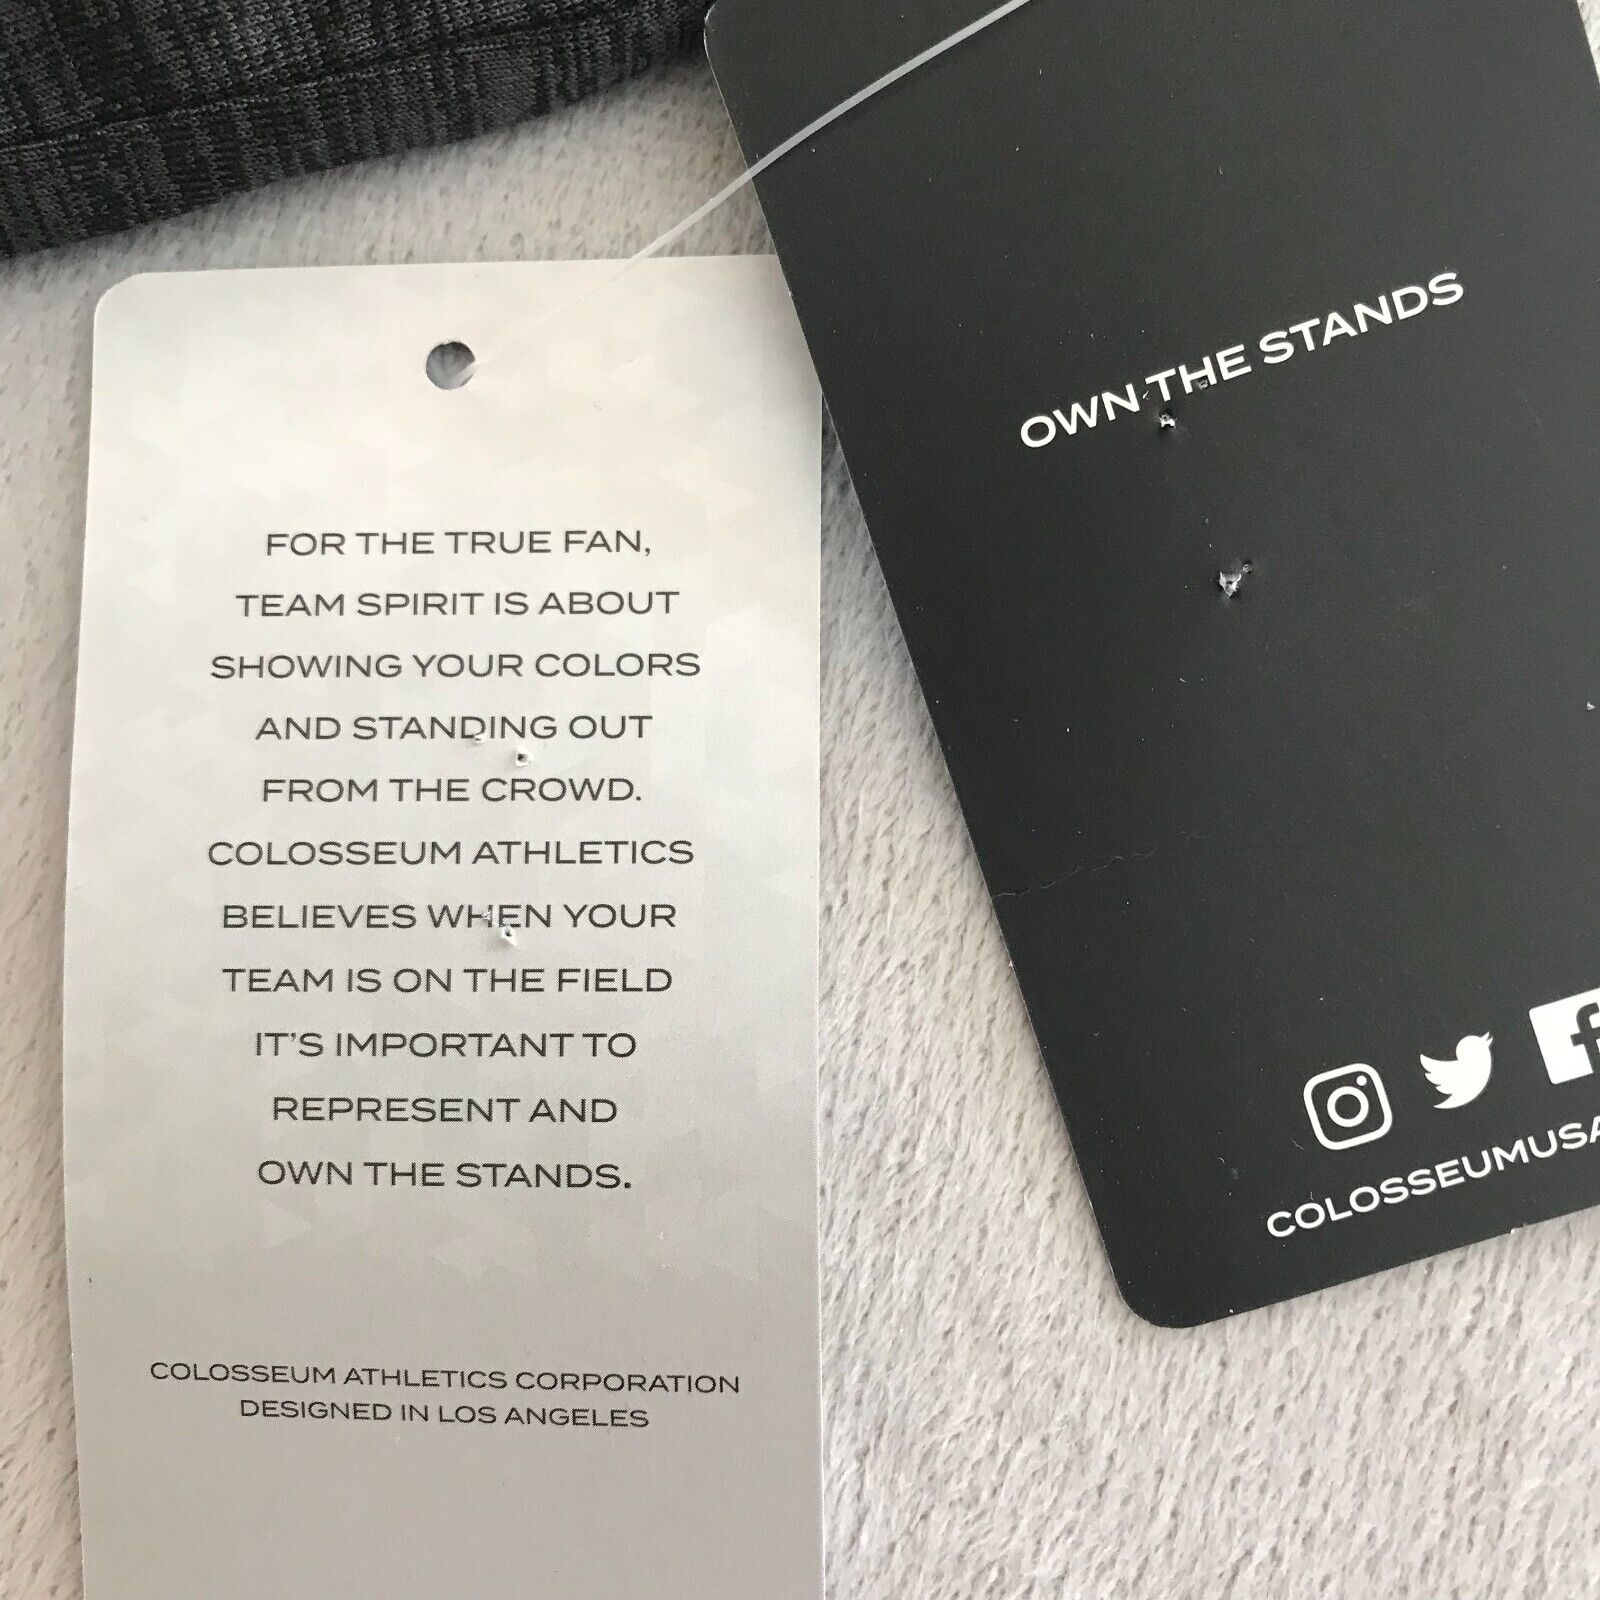 FOR THE TRUE FAN,
TEAM SPIRIT IS ABOUT
SHOWING YOUR COLORS
AND STANDING OUT
FROM THE CROWD.
COLOSSEUM ATHLETICS
BELIEVES WHEN YOUR
TEAM IS ON THE FIELD
IT'S IMPORTANT TO
REPRESENT AND
OWN THE STANDS.
COLOSSEUM ATHLETICS CORPORATION
DESIGNED IN LOS ANGELES
OWN THE STANDS
COLOSSEUMUSA